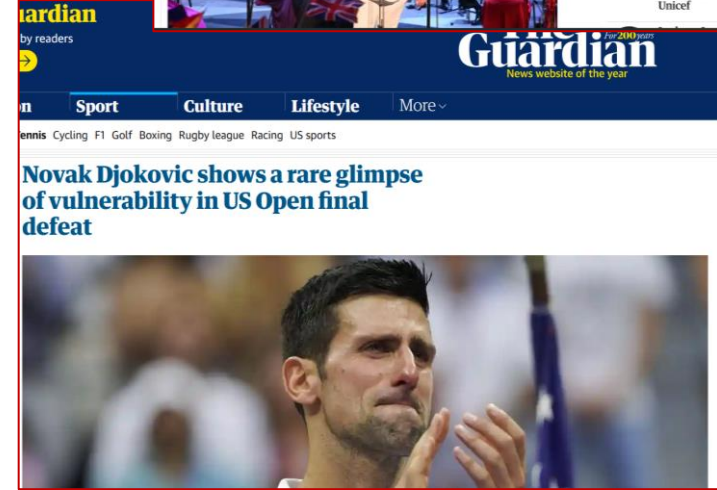 Unicef
uardian
by readers
The
For 200 years
Guardian
News website of the year
n Sport Culture Lifestyle More
ennis Cycling F1 Golf Boxing Rugby league Racing US sports
Novak Djokovic shows a rare glimpse
of vulnerability in US Open final
defeat